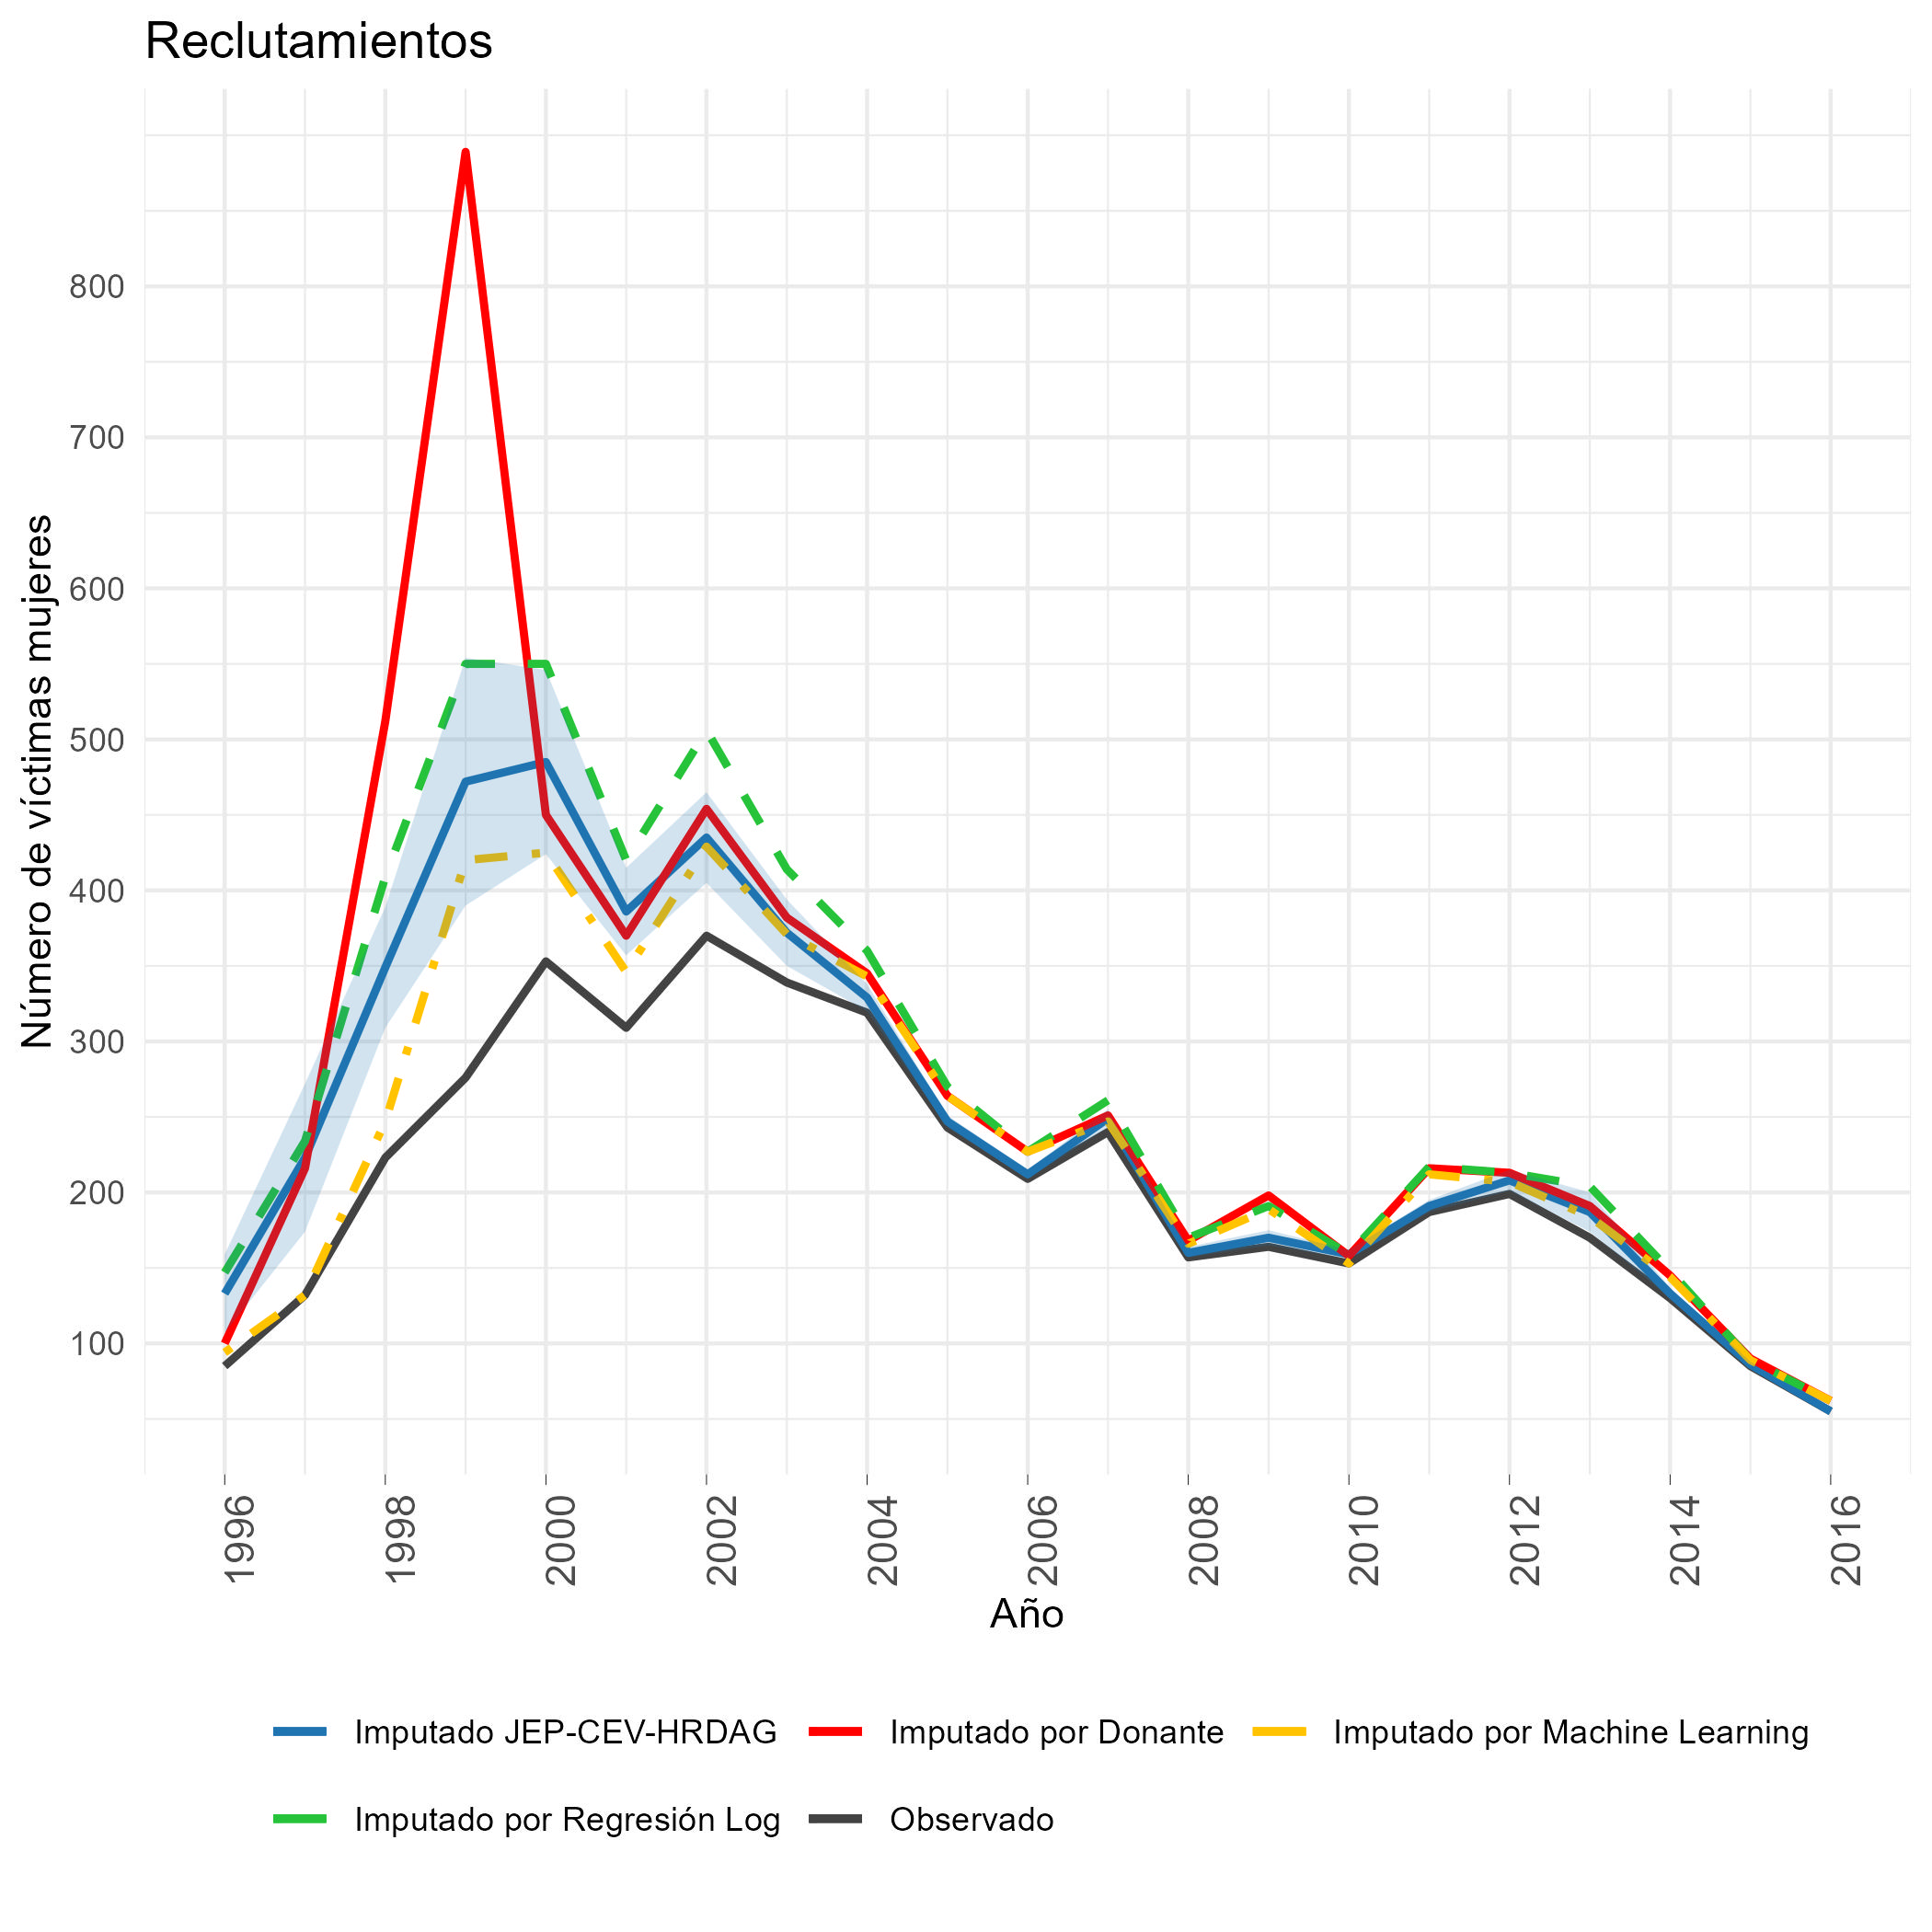 Reclutamientos
Número de víctimas mujeres
800
700
600
500
400
300
200
100
1996
1998
2000
2002
2004
2006
2008
2010
2012
2014
2016
Año
Imputado JEP-CEV-HRDAG
Imputado por Donante
Imputado por Machine Learning
Imputado por Regresión Log
Observado